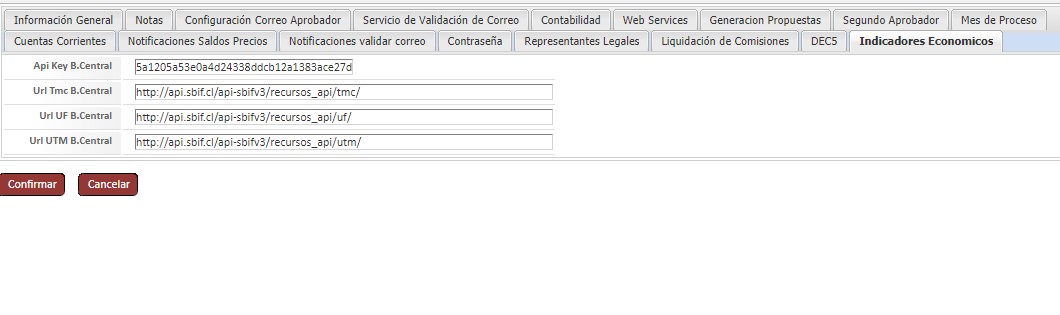 Información General Notas Configuración Correo Aprobador Servicio de Validación de Correo Contabilidad Web Services Generacion Propuestas Segundo Aprobador Mes de Proceso
Cuentas Corrientes Notificaciones Saldos Precios Notificaciones validar correo Contraseña Representantes Legales Liquidación de Comisiones DEC5 Indicadores Economicos
Api Key B.Central 5a1205a53e0a4d24338ddcb12a1383ace27d
Url Tmc B.Central http://api.sbif.cl/api-sbifv3/recursos_api/tmc/
Url UF B.Central http://api.sbif.cl/api-sbifv3/recursos_api/uf/
Url UTM B.Central http://api.sbif.cl/api-sbifv3/recursos_api/utm/
Confirmar Cancelar